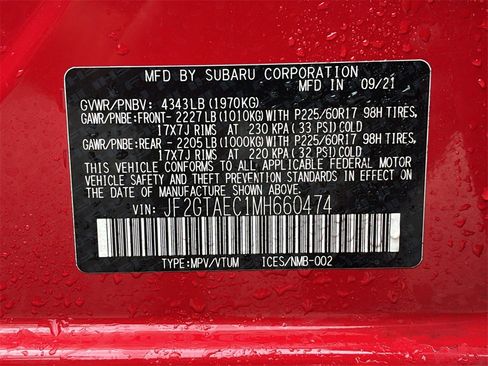 MFD BY SUBARU CORPORATION
MFD IN 09/21
GVWR/PNBV: 4343LB (1970KG)
GAWR/PNBE:FRONT- 2227LB (1010KG)WITH P225/60R17 98H TIRES,
17X7J RIMS AT 230 KPA (33 PSI)COLD
GAWR/PNBE:REAR - 2205LB (1000KG)WITH P225/60R17 98H TIRES,
17X7J RIMS AT 220 KPA (32 PSI)COLD
THIS VEHICLE CONFORMS TO ALL APPLICABLE FEDERAL MOTOR
VEHICLE SAFETY AND THEFT PREVENTION STANDARDS IN EFFECT
ON THE DATE OF MANUFACTURE SHOWN ABOVE.
VIN: JF2GTAEC1MH660474
TYPE:MPV/VTUM ICES/NMB-002